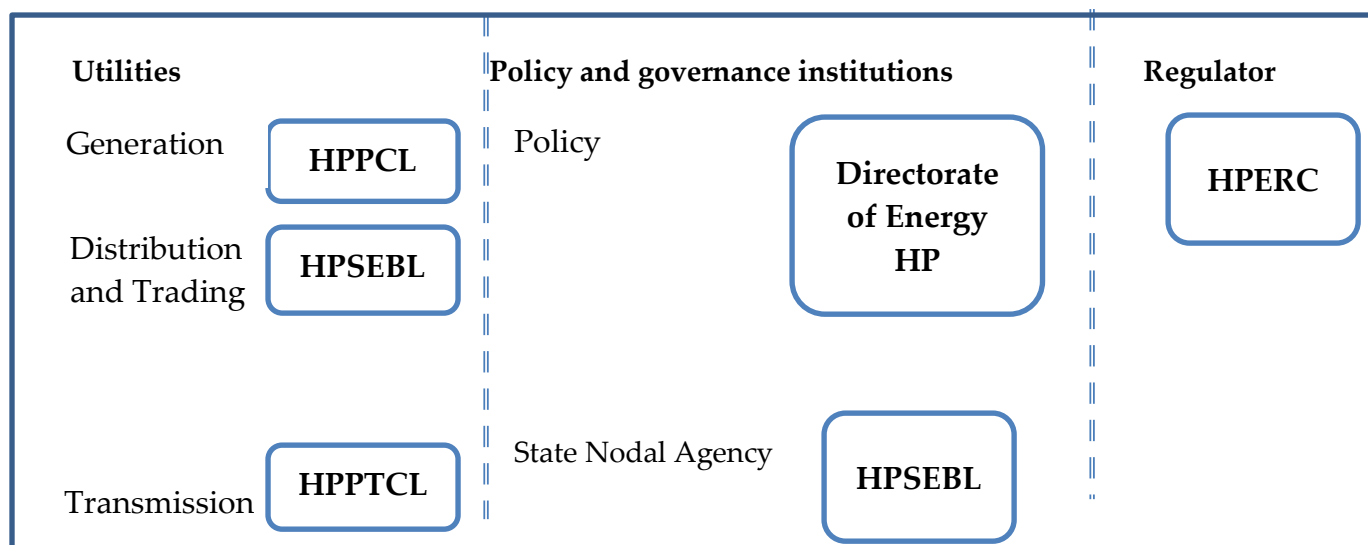 Utilities
Generation
HPPCL
Distribution
and Trading
HPSEBL
Transmission
HPPTCL
Policy and governance institutions
Policy
Directorate
of Energy
HP
State Nodal Agency
HPSEBL
Regulator
HPERC